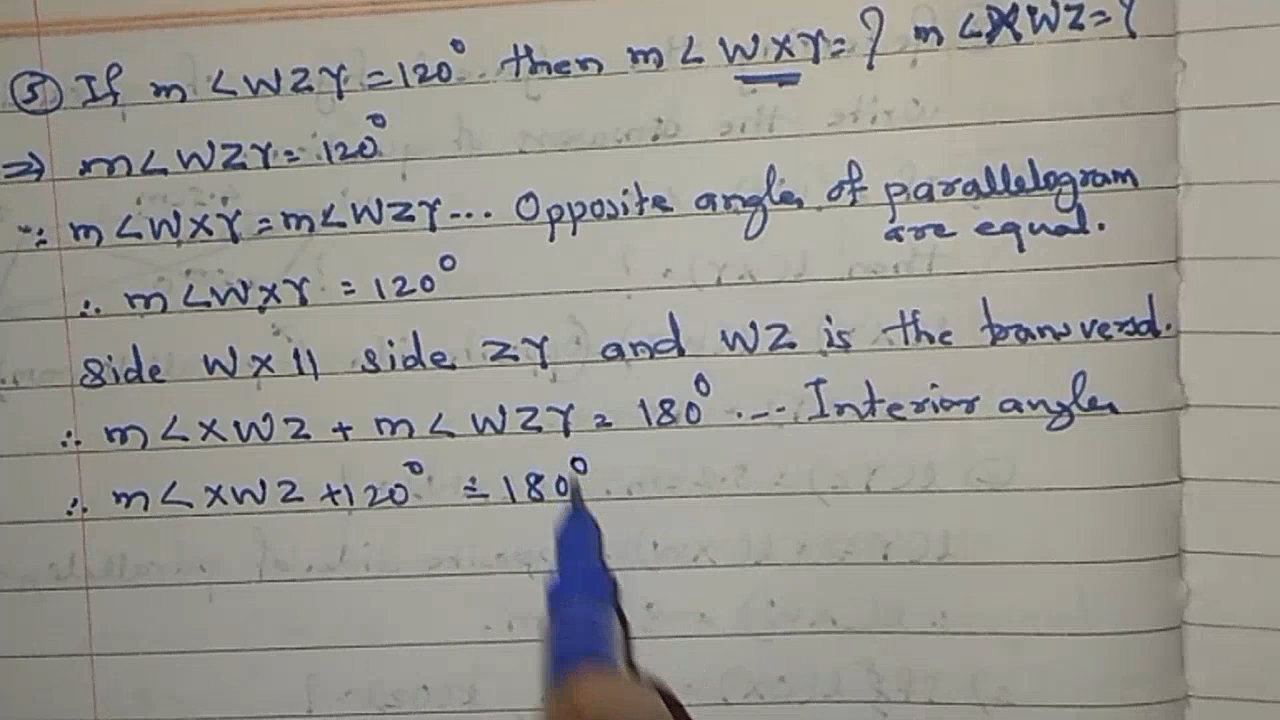 ⑤ If m∠WZY=120° then m∠WXY=? m∠XWZ=?
⇒ m∠WZY=120°
∵ m∠WXY=m∠WZY... Opposite angles of parallelogram
are equal.
∴ m∠WXY =120°
side WX || side ZY and WZ is the transversal.
∴ m∠XWZ + m∠WZY= 180° ... Interior angles
∴ m∠XWZ +120° = 180°